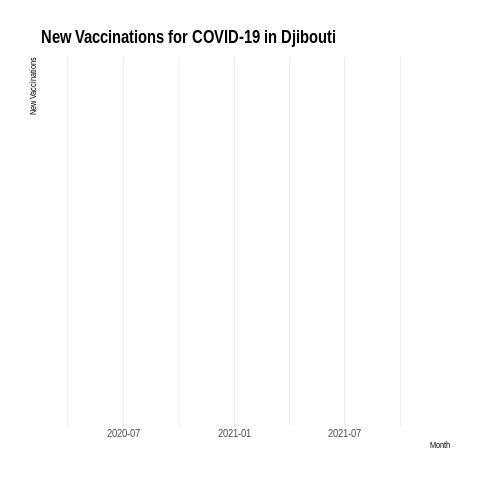 New Vaccinations for COVID-19 in Djibouti
New Vaccinations
2020-07
2021-01
2021-07
Month